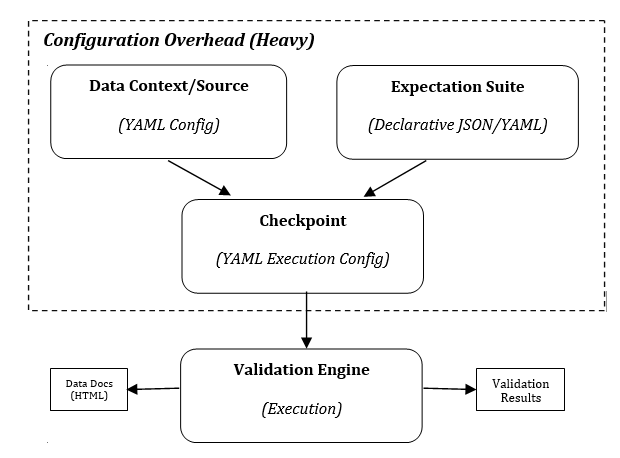 Configuration Overhead (Heavy)
Data Context/Source
(YAML Config)
Expectation Suite
(Declarative JSON/YAML)
Checkpoint
(YAML Execution Config)
Validation Engine
(Execution)
Data Docs
(HTML)
Validation
Results